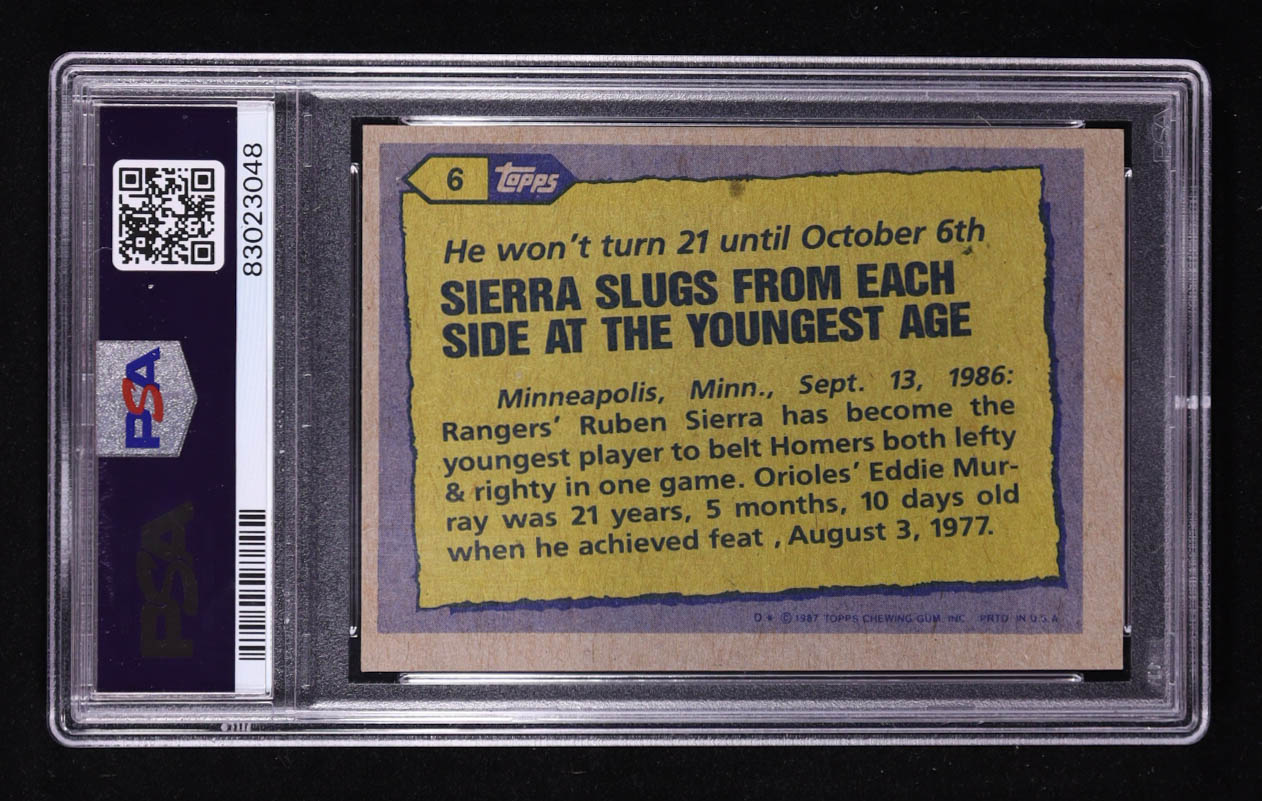 83023048
PSA
PSA
6 Topps
He won't turn 21 until October 6th
SIERRA SLUGS FROM EACH
SIDE AT THE YOUNGEST AGE
Minneapolis, Minn., Sept. 13, 1986:
Rangers' Ruben Sierra has become the
youngest player to belt Homers both lefty
& righty in one game. Orioles' Eddie Mur-
ray was 21 years, 5 months, 10 days old
when he achieved feat , August 3, 1977.
D * © 1987 TOPPS CHEWING GUM, INC. PRTD. IN U.S.A.